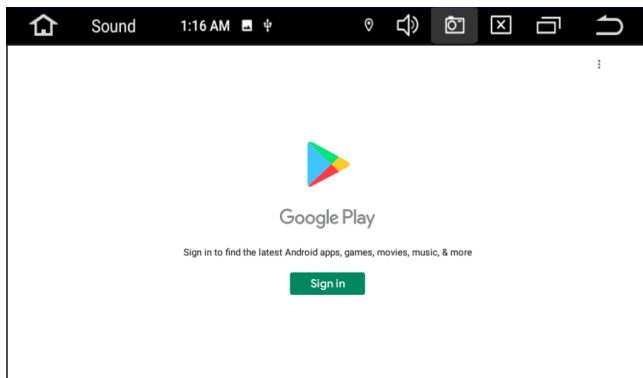 Sound 1:16 AM
Google Play
Sign in to find the latest Android apps, games, movies, music, & more
Sign in